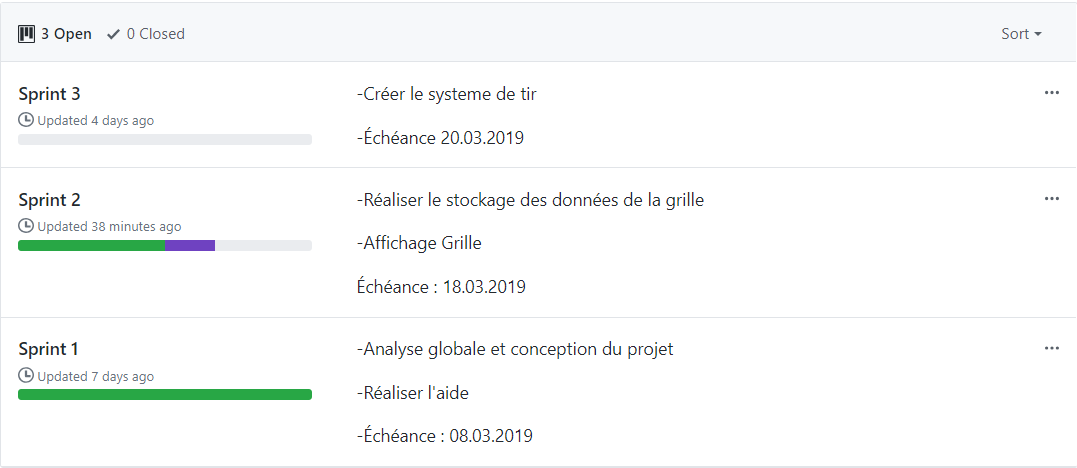 3 Open 0 Closed Sort
Sprint 3
Updated 4 days ago
-Créer le systeme de tir
-Échéance 20.03.2019
Sprint 2
Updated 38 minutes ago
-Réaliser le stockage des données de la grille
-Affichage Grille
Échéance : 18.03.2019
Sprint 1
Updated 7 days ago
-Analyse globale et conception du projet
-Réaliser l'aide
-Échéance : 08.03.2019